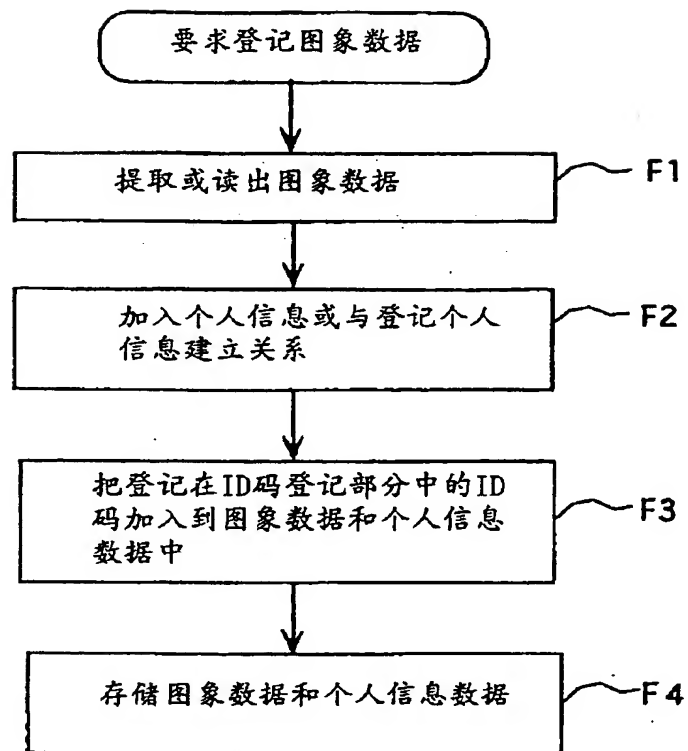 要求登记图象数据
提取或读出图象数据
F1
加入个人信息或与登记个人
信息建立关系
F2
把登记在ID码登记部分中的ID
码加入到图象数据和个人信息
数据中
F3
存储图象数据和个人信息数据
F4